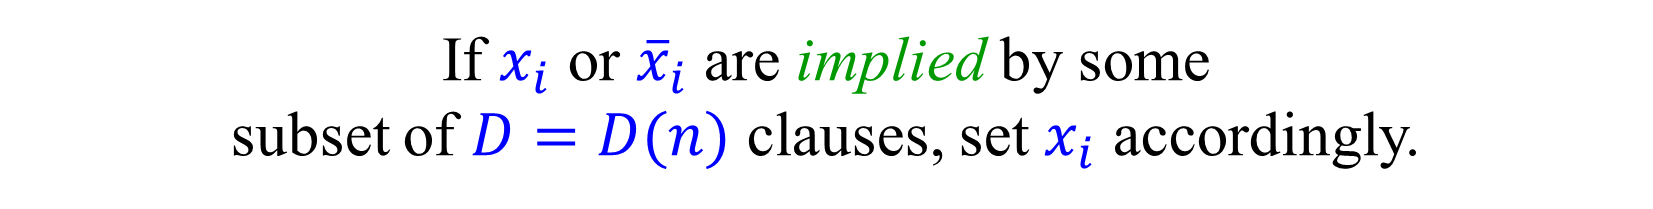 If 𝑥ᵢ or x̄ᵢ are implied by some
subset of D = D(n) clauses, set xᵢ accordingly.